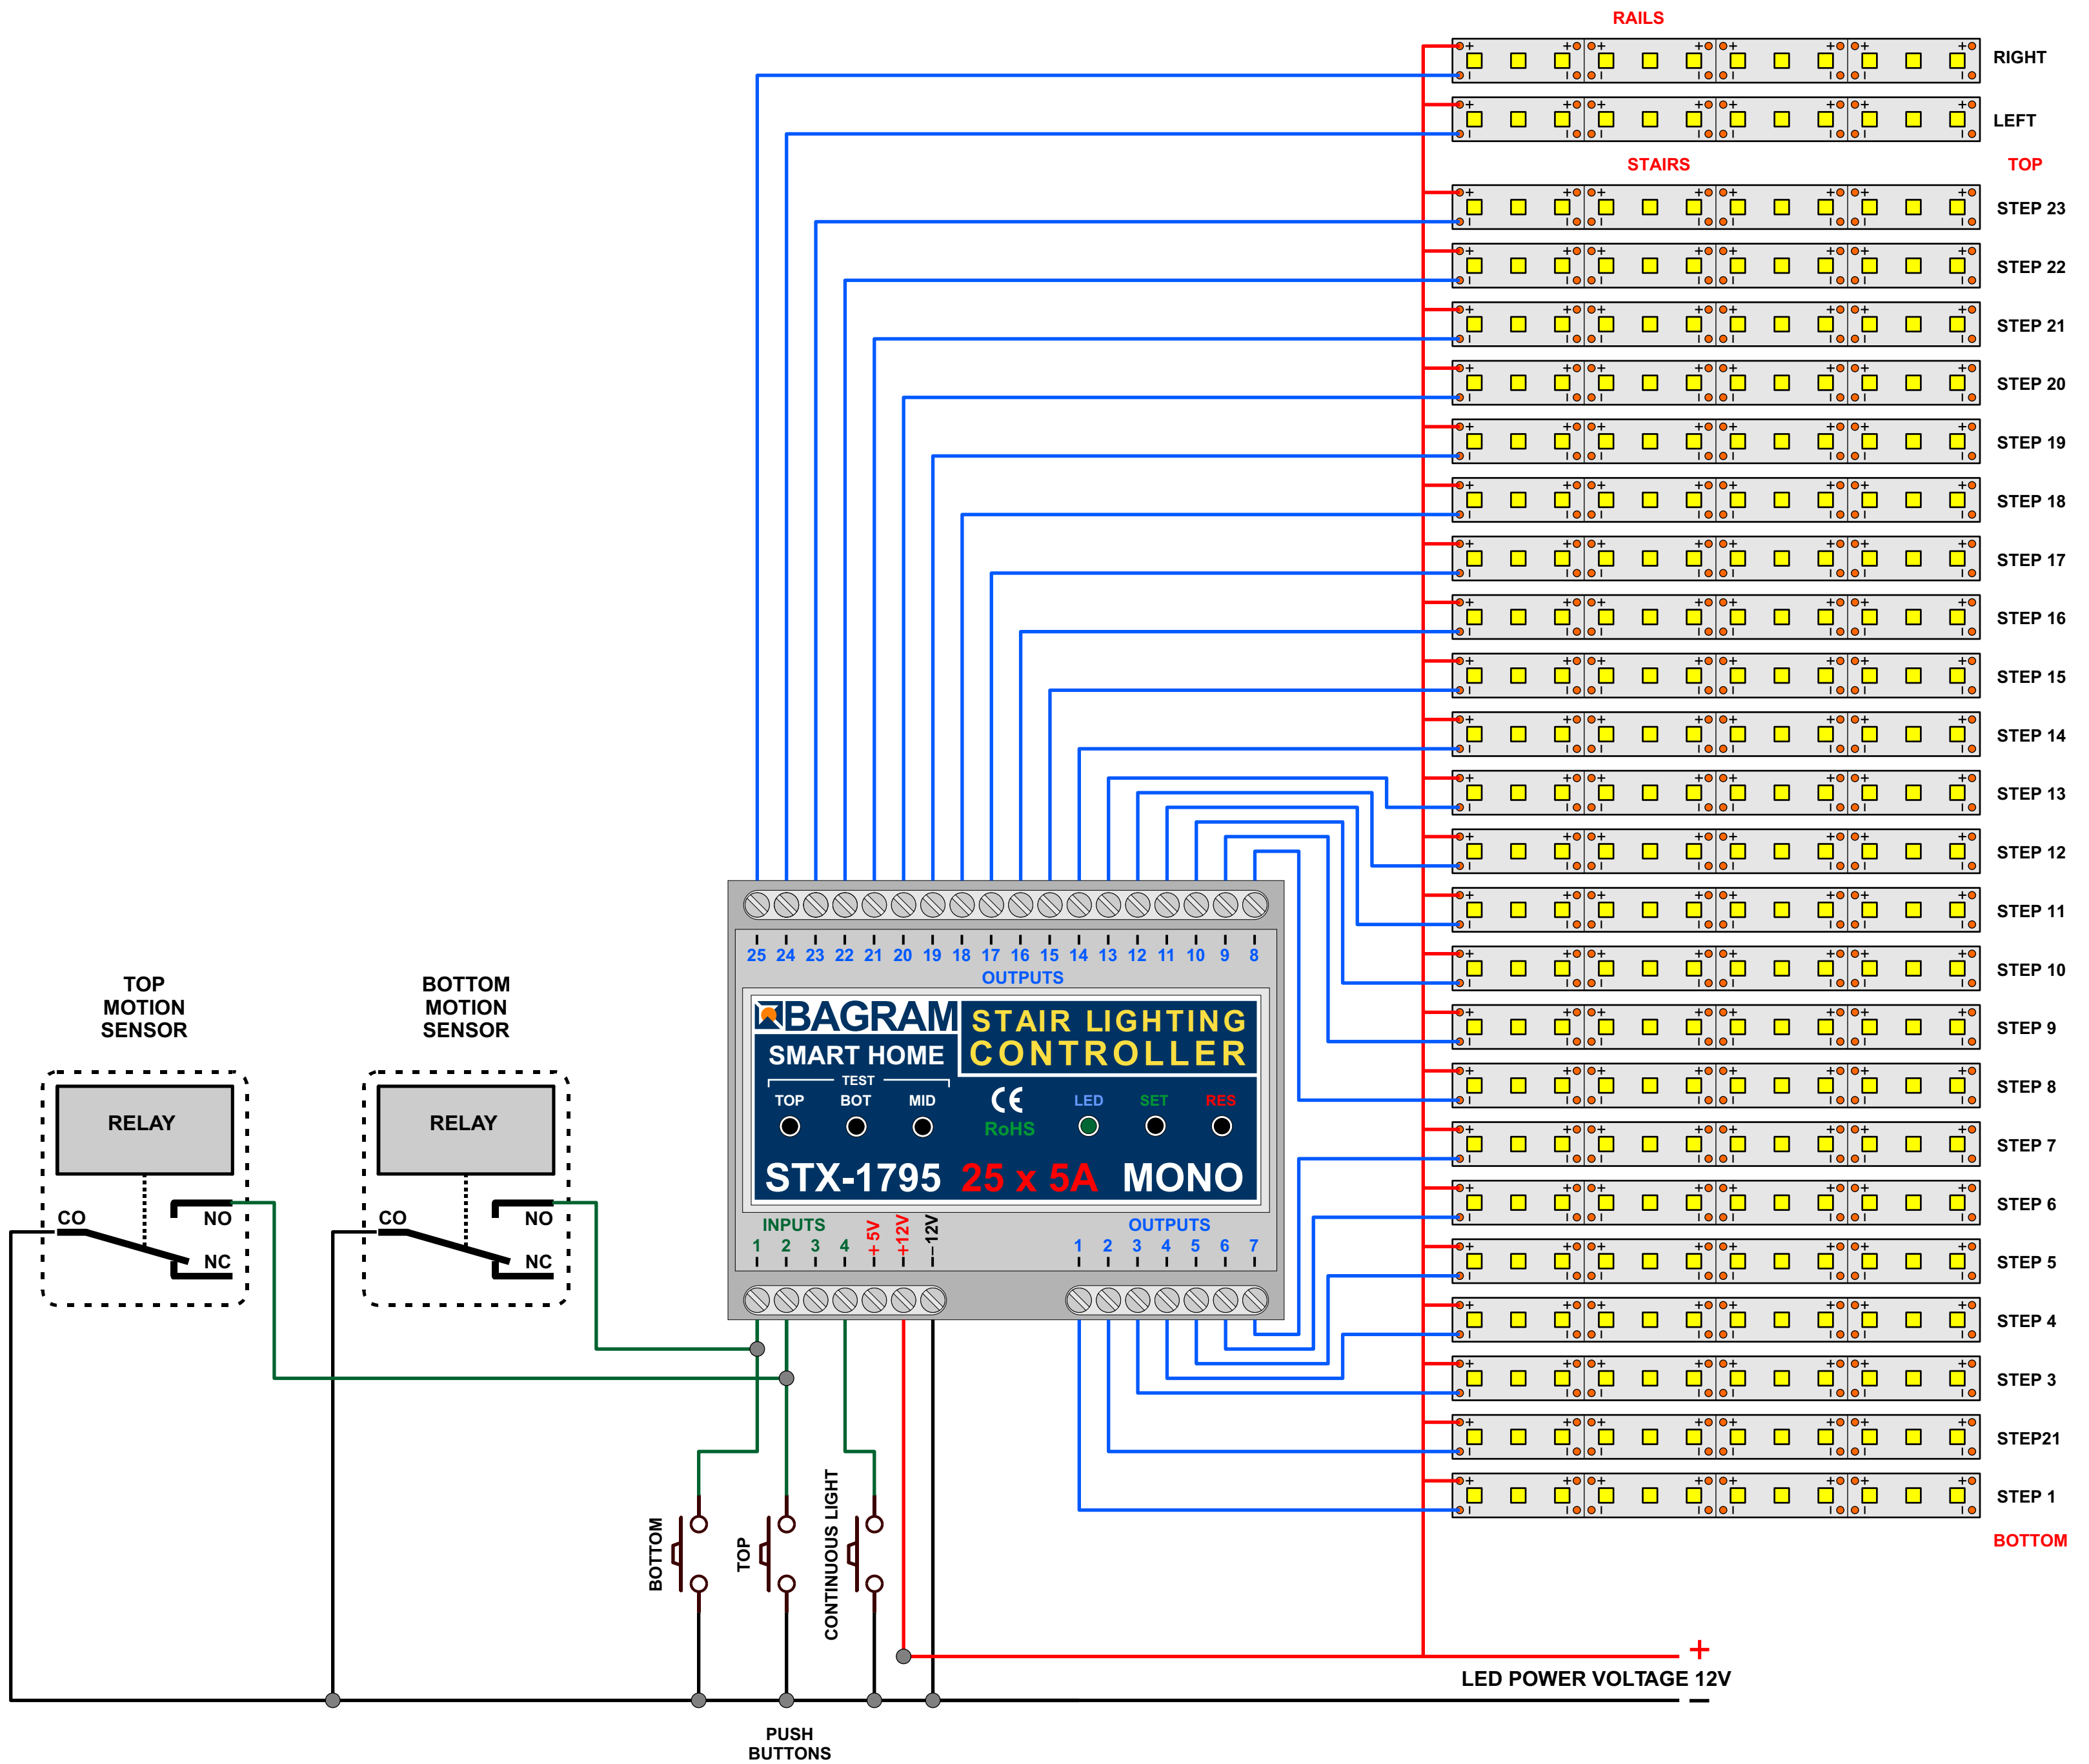 RAILS
RIGHT
LEFT
STAIRS
TOP
STEP 23
STEP 22
STEP 21
STEP 20
STEP 19
STEP 18
STEP 17
STEP 16
STEP 15
STEP 14
STEP 13
STEP 12
STEP 11
STEP 10
STEP 9
STEP 8
STEP 7
STEP 6
STEP 5
STEP 4
STEP 3
STEP21
STEP 1
BOTTOM
25 24 23 22 21 20 19 18 17 16 15 14 13 12 11 10 9 8
OUTPUTS
BAGRAM
SMART HOME
STAIR LIGHTING
CONTROLLER
TEST
TOP BOT MID
CE
RoHS
LED SET RES
STX-1795 25 x 5A MONO
INPUTS
1 2 3 4 +5V +12V –12V
OUTPUTS
1 2 3 4 5 6 7
TOP
MOTION
SENSOR
RELAY
CO
NO
NC
BOTTOM
MOTION
SENSOR
RELAY
CO
NO
NC
BOTTOM
TOP
CONTINUOUS LIGHT
PUSH
BUTTONS
+
LED POWER VOLTAGE 12V
–